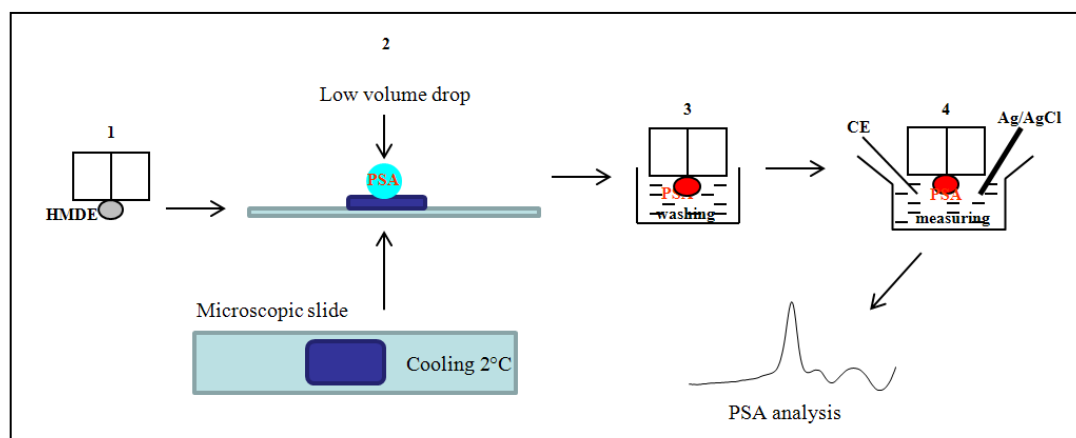 1
HMDE
2
Low volume drop
PSA
Microscopic slide
Cooling 2°C
3
PSA
washing
4
CE
Ag/AgCl
PSA
measuring
PSA analysis